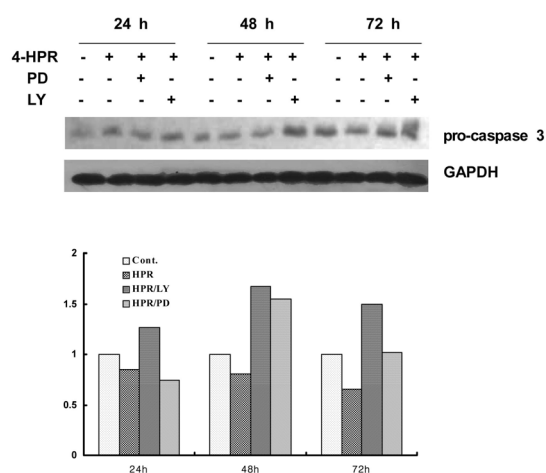 24 h 48 h 72 h
4-HPR - + + + - + + + - + + +
PD - - + - - - + - - - + -
LY - - - + - - - + - - - +
pro-caspase 3
GAPDH
2
1.5
1
0.5
0
Cont.
HPR
HPR/LY
HPR/PD
24h 48h 72h